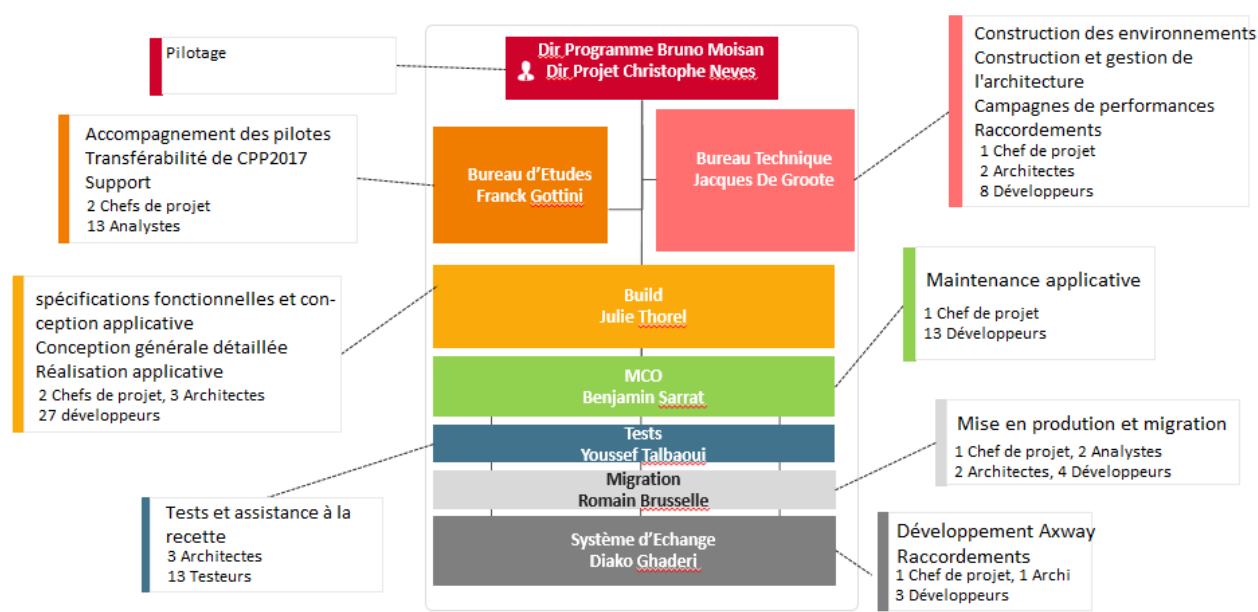 Pilotage
Dir Programme Bruno Moisan
Dir Projet Christophe Neves
Construction des environnements
Construction et gestion de
l'architecture
Campagnes de performances
Raccordements
1 Chef de projet
2 Architectes
8 Développeurs
Accompagnement des pilotes
Transférabilité de CPP2017
Support
2 Chefs de projet
13 Analystes
Bureau d'Etudes
Franck Gottini
Bureau Technique
Jacques De Groote
spécifications fonctionnelles et con-
ception applicative
Conception générale détaillée
Réalisation applicative
2 Chefs de projet, 3 Architectes
27 développeurs
Build
Julie Thorel
Maintenance applicative
1 Chef de projet
13 Développeurs
MCO
Benjamin Sarrat
Tests
Youssef Talbaoui
Mise en prodution et migration
1 Chef de projet, 2 Analystes
2 Architectes, 4 Développeurs
Migration
Romain Brusselle
Tests et assistance à la
recette
3 Architectes
13 Testeurs
Système d'Echange
Diako Ghaderi
Développement Axway
Raccordements
1 Chef de projet, 1 Archi
3 Développeurs